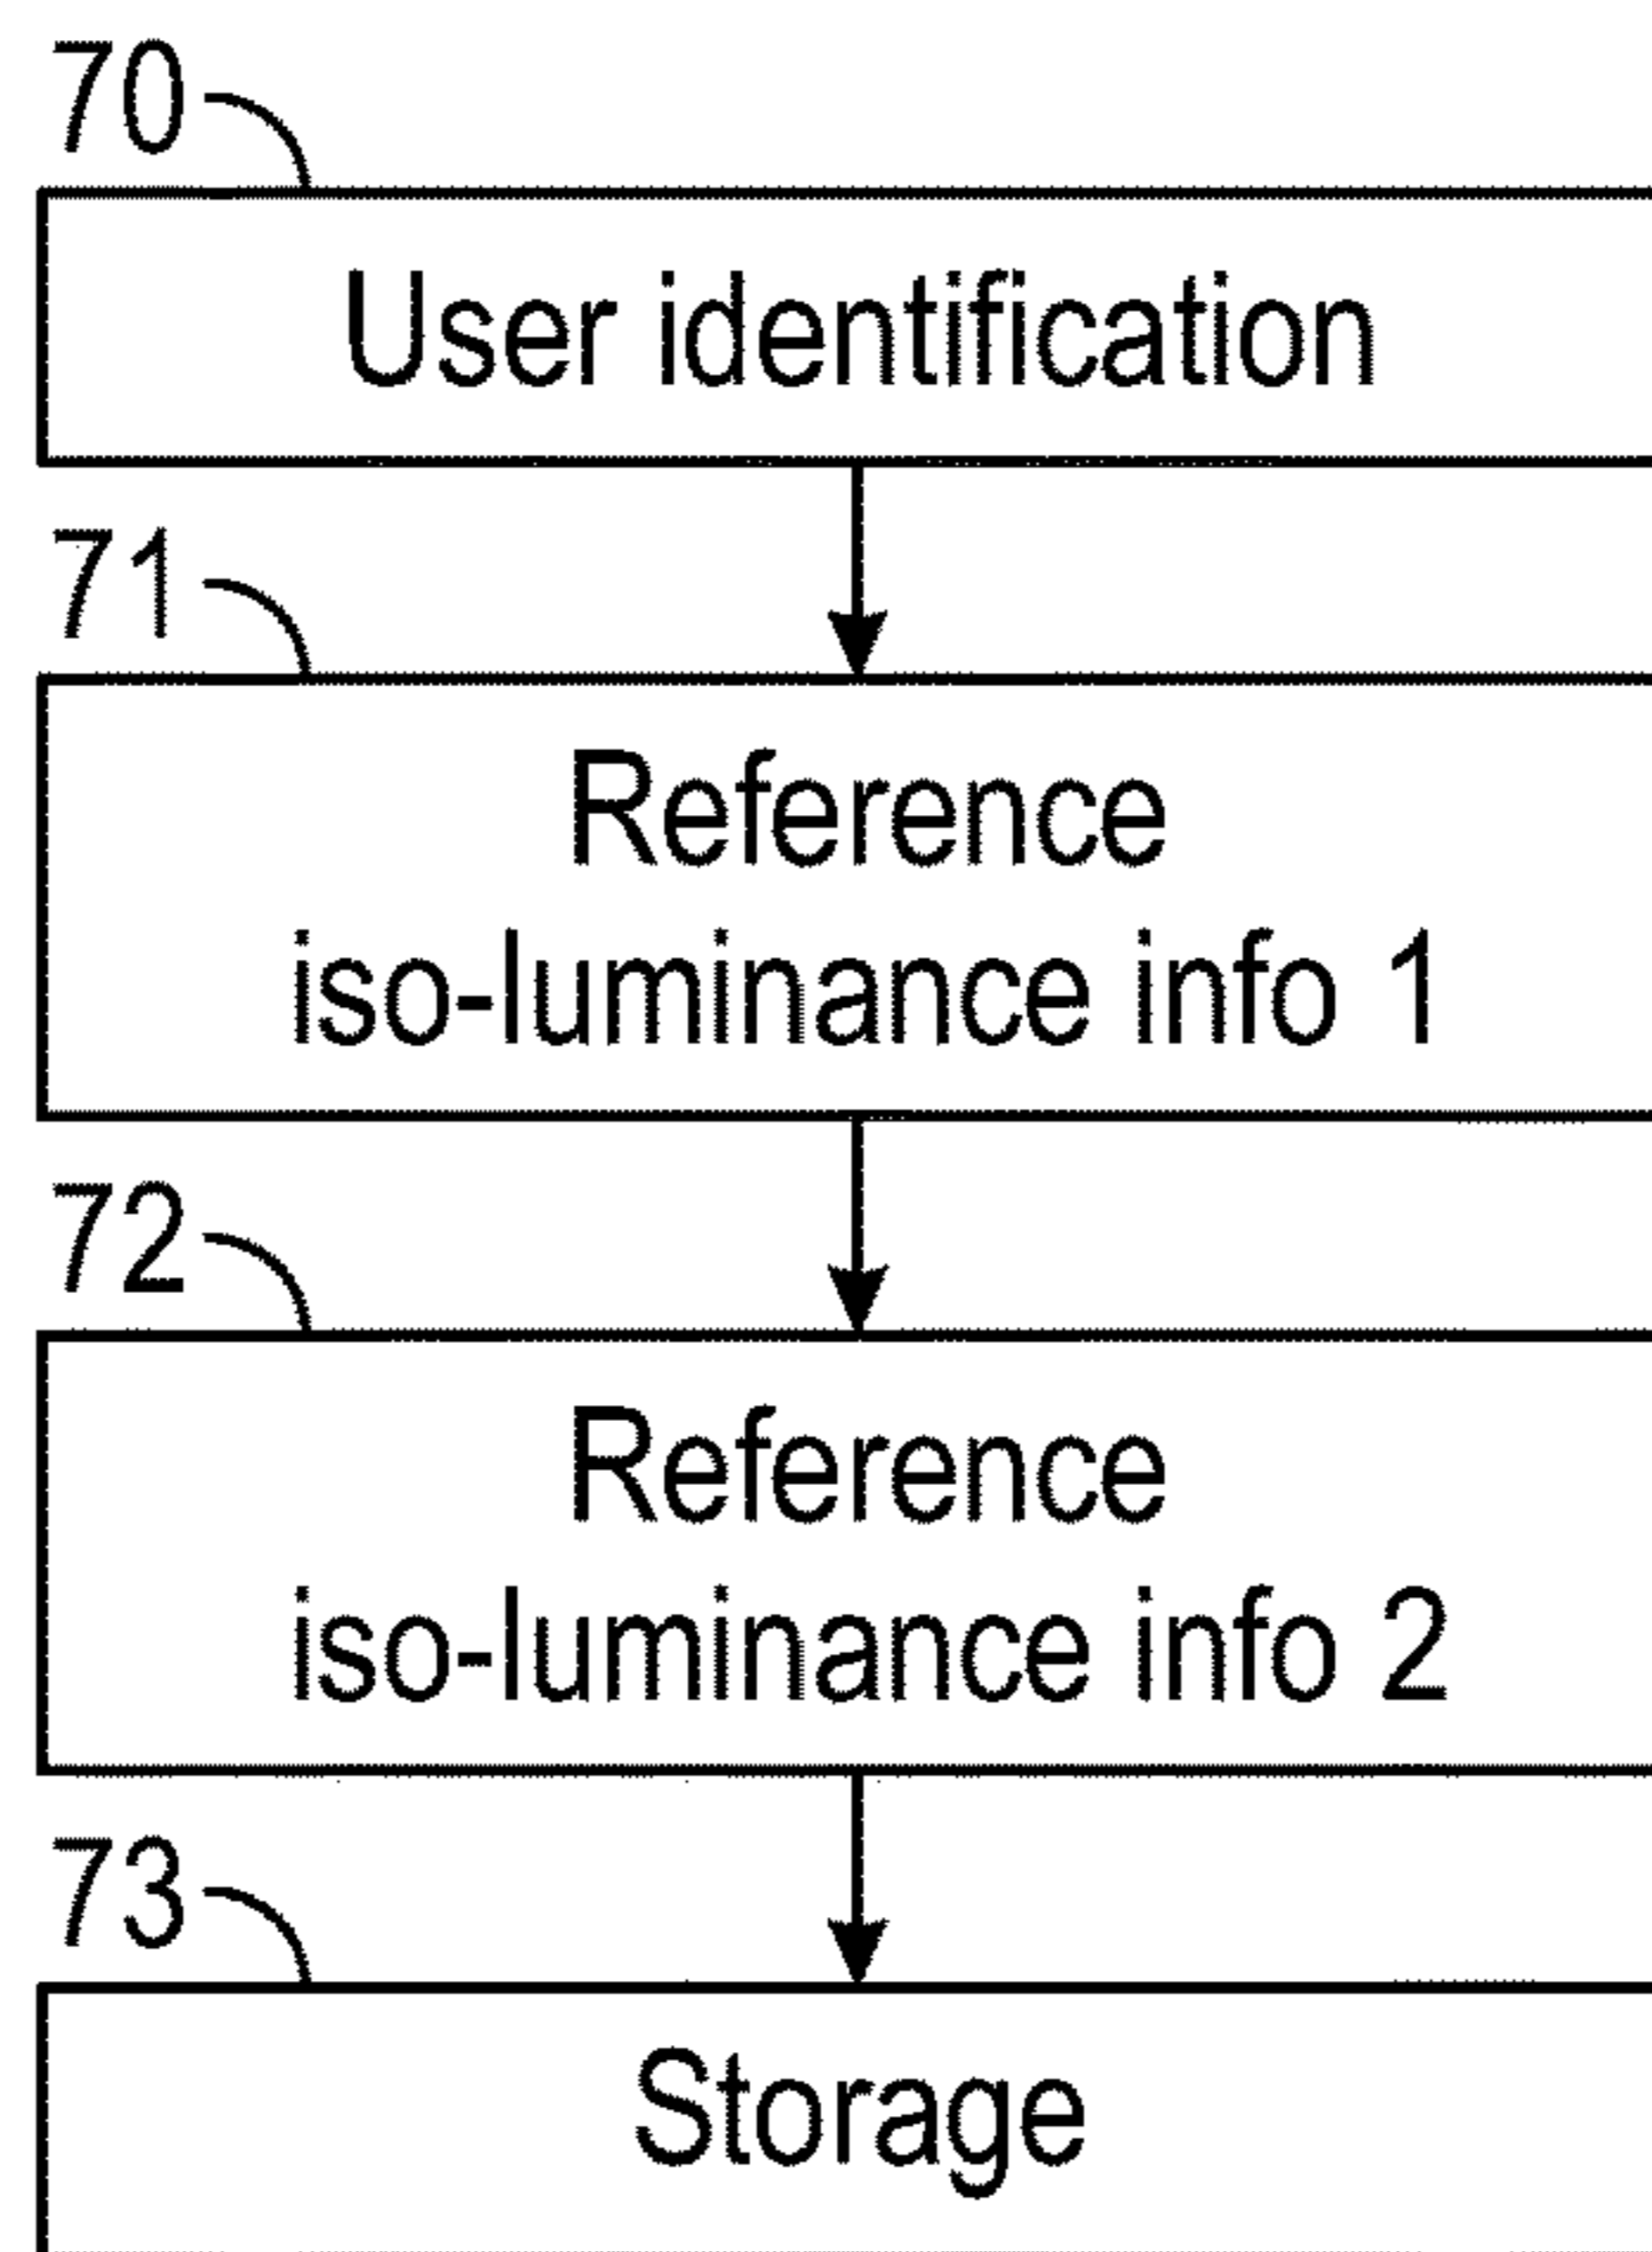 70
User identification
71
Reference
iso-luminance info 1
72
Reference
iso-luminance info 2
73
Storage